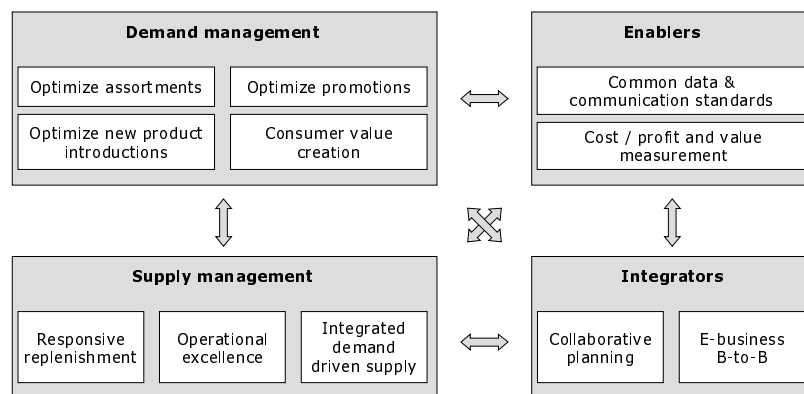 Demand management
Optimize assortments
Optimize promotions
Optimize new product
introductions
Consumer value
creation
Enablers
Common data &
communication standards
Cost / profit and value
measurement
Supply management
Responsive
replenishment
Operational
excellence
Integrated
demand
driven supply
Integrators
Collaborative
planning
E-business
B-to-B